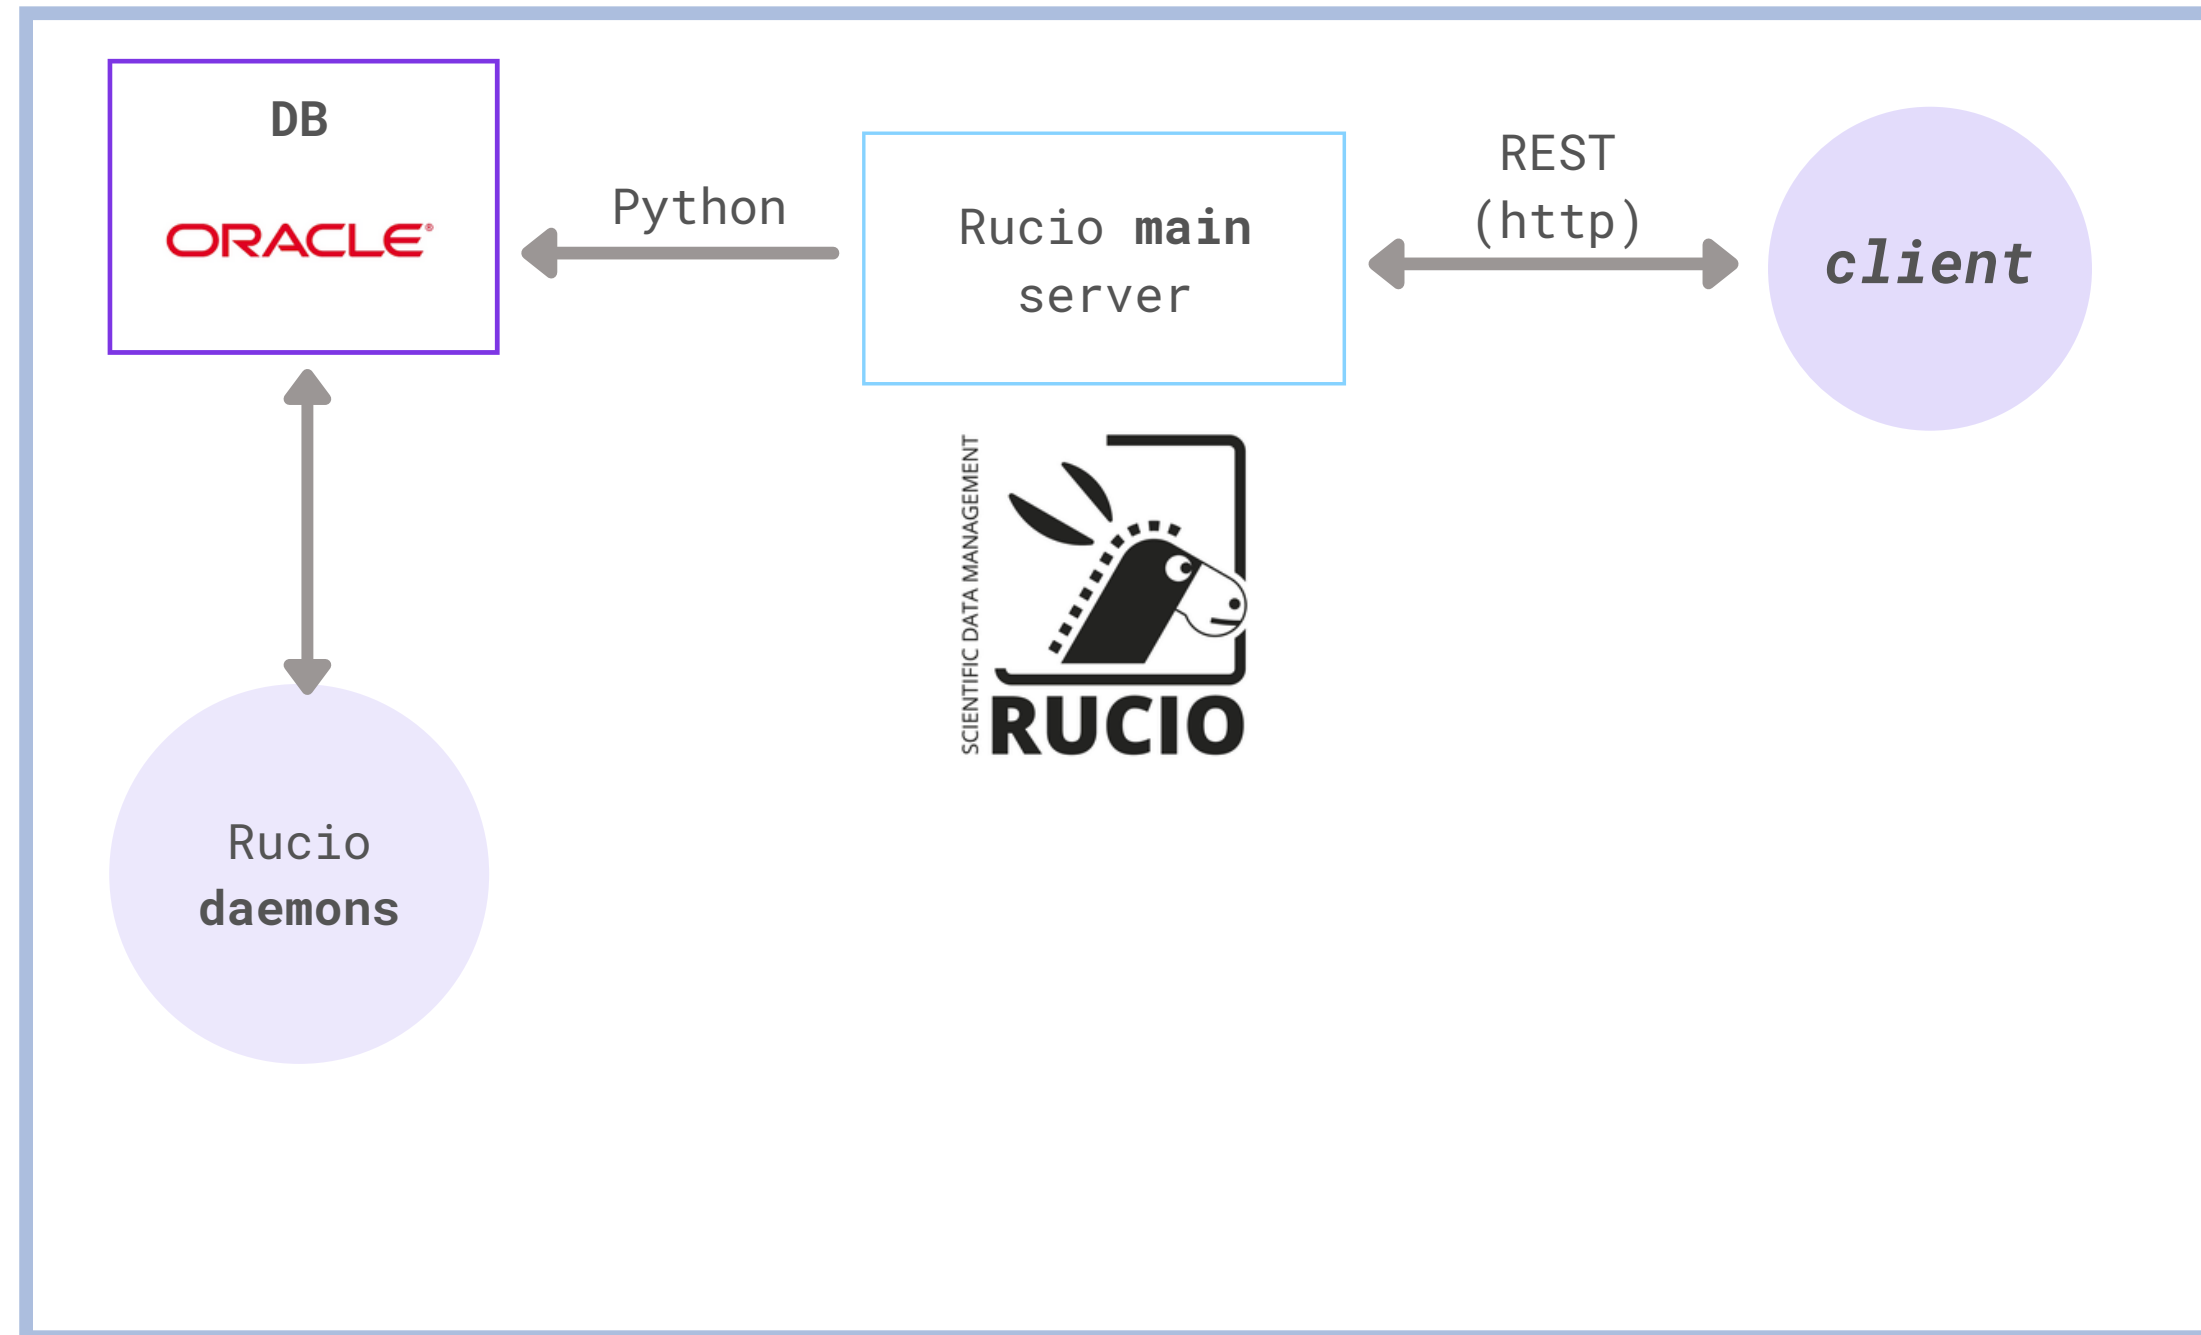 DB
ORACLE®
Python
Rucio main
server
REST
(http)
client
SCIENTIFIC DATA MANAGEMENT
RUCIO
Rucio
daemons